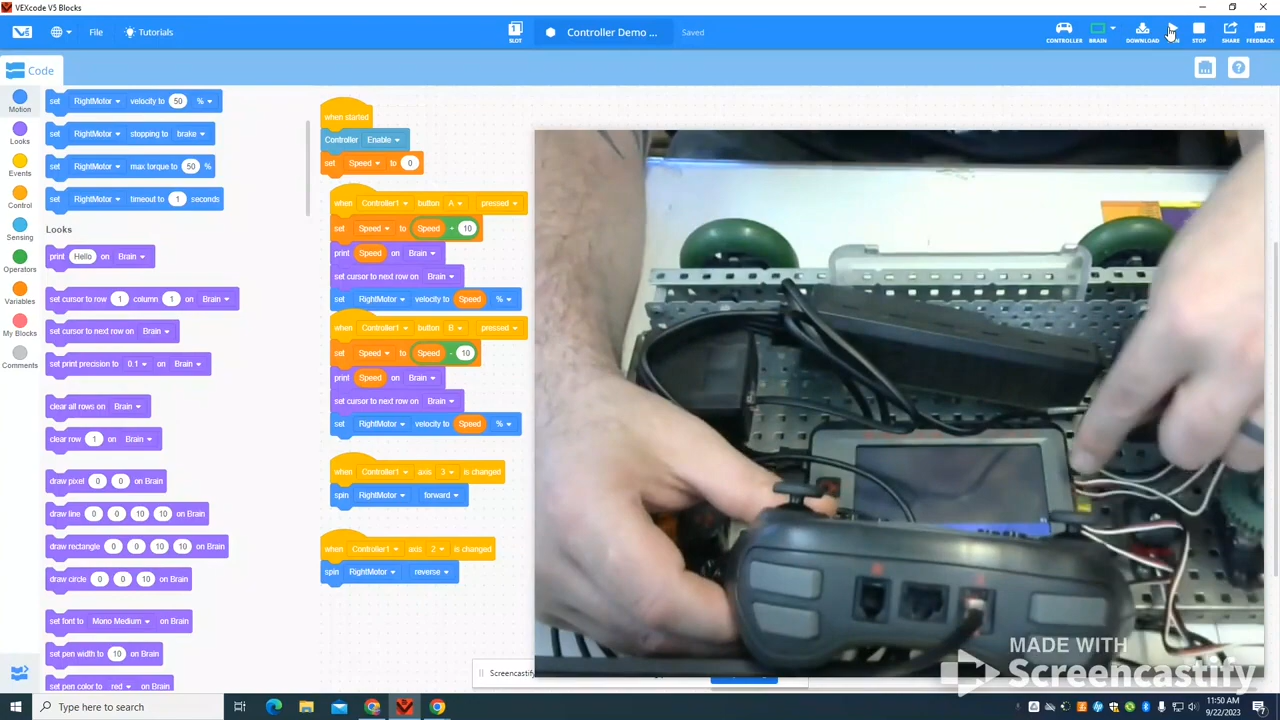 VEXcode V5 Blocks
File
Tutorials
1
SLOT
Controller Demo ...
Saved
CONTROLLER
BRAIN
DOWNLOAD
STOP
SHARE
FEEDBACK
Code
Motion
Looks
Events
Control
Sensing
Operators
Variables
My Blocks
Comments
set RightMotor velocity to 50 %
set RightMotor stopping to brake
set RightMotor max torque to 50 %
set RightMotor timeout to 1 seconds
Looks
print Hello on Brain
set cursor to row 1 column 1 on Brain
set cursor to next row on Brain
set print precision to 0.1 on Brain
clear all rows on Brain
clear row 1 on Brain
draw pixel 0 0 on Brain
draw line 0 0 10 10 on Brain
draw rectangle 0 0 10 10 on Brain
draw circle 0 0 10 on Brain
set font to Mono Medium on Brain
set pen width to 10 on Brain
set pen color to red on Brain
when started
Controller Enable
set Speed to 0
when Controller1 button A pressed
set Speed to Speed + 10
print Speed on Brain
set cursor to next row on Brain
set RightMotor velocity to Speed %
when Controller1 button B pressed
set Speed to Speed - 10
print Speed on Brain
set cursor to next row on Brain
set RightMotor velocity to Speed %
when Controller1 axis 3 is changed
spin RightMotor forward
when Controller1 axis 2 is changed
spin RightMotor reverse
MADE WITH
Screencastify
Type here to search
11:50 AM
9/22/2023